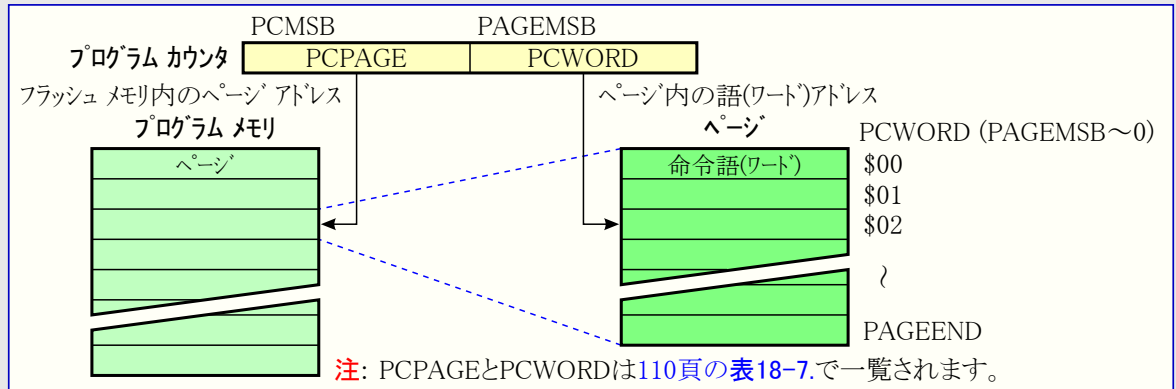 PCMSB PAGEMSB
プログラム カウンタ PCPAGE PCWORD
フラッシュ メモリ内のページ アドレス ページ内の語(ワード)アドレス
プログラム メモリ ページ PCWORD (PAGEMSB～0)
ページ 命令語(ワード) $00
$01
$02
～
PAGEEND
注: PCPAGEとPCWORDは110頁の表18-7.で一覧されます。